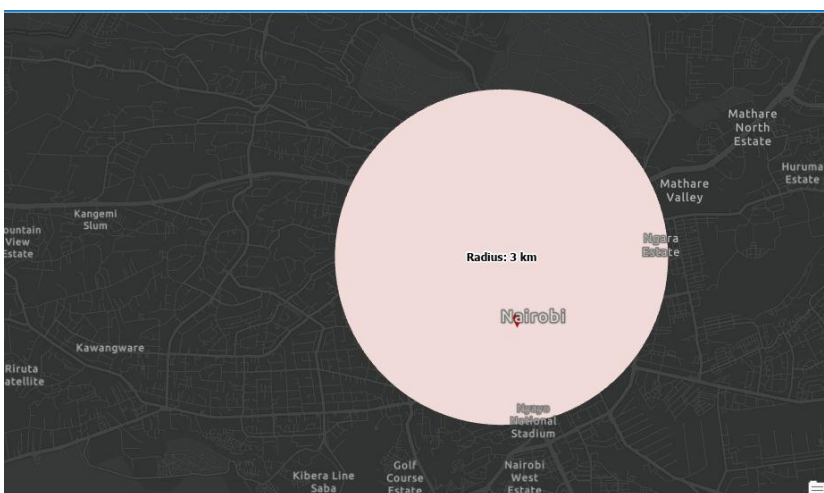 Mathare
North
Estate
Huruma
Estate
Mathare
Valley
Kangemi
Slum
ountain
View
Estate
Ngara
Estate
Radius: 3 km
Nairobi
Kawangware
Riruta
atellite
Nyayo
National
Stadium
Kibera Line
Saba
Golf
Course
Estate
Nairobi
West
Estate